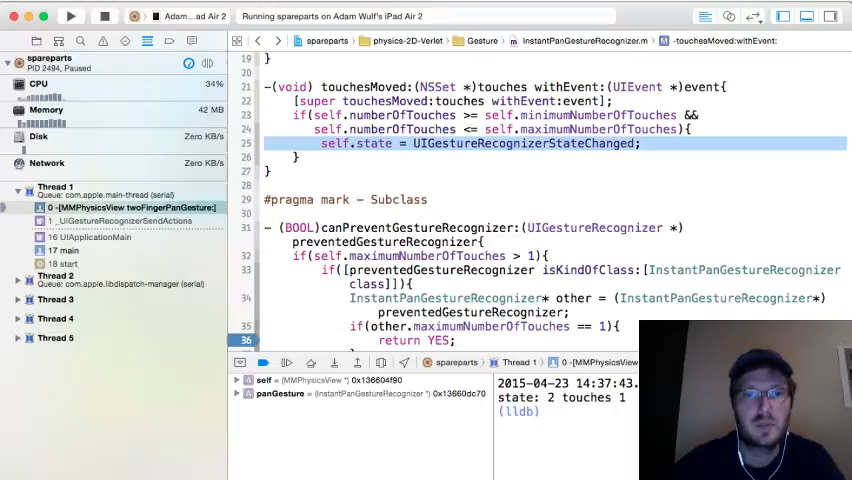 Adam...ad Air 2
Running spareparts on Adam Wulf's iPad Air 2
spareparts
PID 2494, Paused
CPU 34%
Memory 42 MB
Disk Zero KB/s
Network Zero KB/s
Thread 1
Queue: com.apple.main-thread (serial)
0 -[MMPhysicsView twoFingerPanGesture:]
1 _UIGestureRecognizerSendActions
16 UIApplicationMain
17 main
18 start
Thread 2
Queue: com.apple.libdispatch-manager (serial)
Thread 3
Thread 4
Thread 5
spareparts physics-2D-Verlet Gesture InstantPanGestureRecognizer.m -touchesMoved:withEvent:
19 }
20
21 -(void) touchesMoved:(NSSet *)touches withEvent:(UIEvent *)event{
22 [super touchesMoved:touches withEvent:event];
23 if(self.numberOfTouches >= self.minimumNumberOfTouches &&
24 self.numberOfTouches <= self.maximumNumberOfTouches){
25 self.state = UIGestureRecognizerStateChanged;
26 }
27 }
28
29 #pragma mark - Subclass
30
31 - (BOOL)canPreventGestureRecognizer:(UIGestureRecognizer *)
preventedGestureRecognizer{
32 if(self.maximumNumberOfTouches > 1){
33 if([preventedGestureRecognizer isKindOfClass:[InstantPanGestureRecognizer
class]]){
34 InstantPanGestureRecognizer* other = (InstantPanGestureRecognizer*)
preventedGestureRecognizer;
35 if(other.maximumNumberOfTouches == 1){
36 return YES;
spareparts Thread 1 0 -[MMPhysicsView
self = (MMPhysicsView *) 0x136604f90
panGesture = (InstantPanGestureRecognizer *) 0x13660dc70
2015-04-23 14:37:43.
state: 2 touches 1
(lldb)